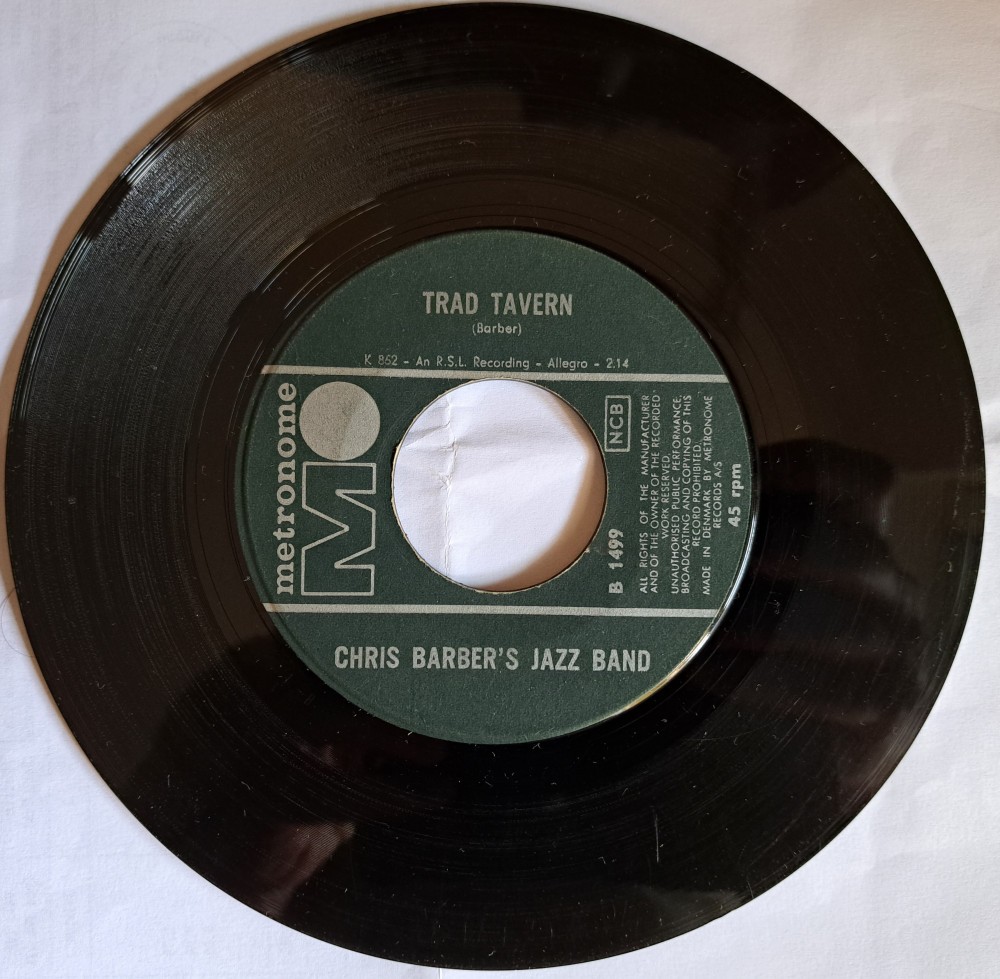 TRAD TAVERN
(Barber)
K 862 - An R.S.L. Recording - Allegro - 2.14
metronome
M
NCB
B 1499
ALL RIGHTS OF THE MANUFACTURER
AND OF THE OWNER OF THE RECORDED
WORK RESERVED.
UNAUTHORISED PUBLIC PERFORMANCE,
BROADCASTING AND COPYING OF THIS
RECORD PROHIBITED.
MADE IN DENMARK BY METRONOME
RECORDS A/S
45 rpm
CHRIS BARBER'S JAZZ BAND